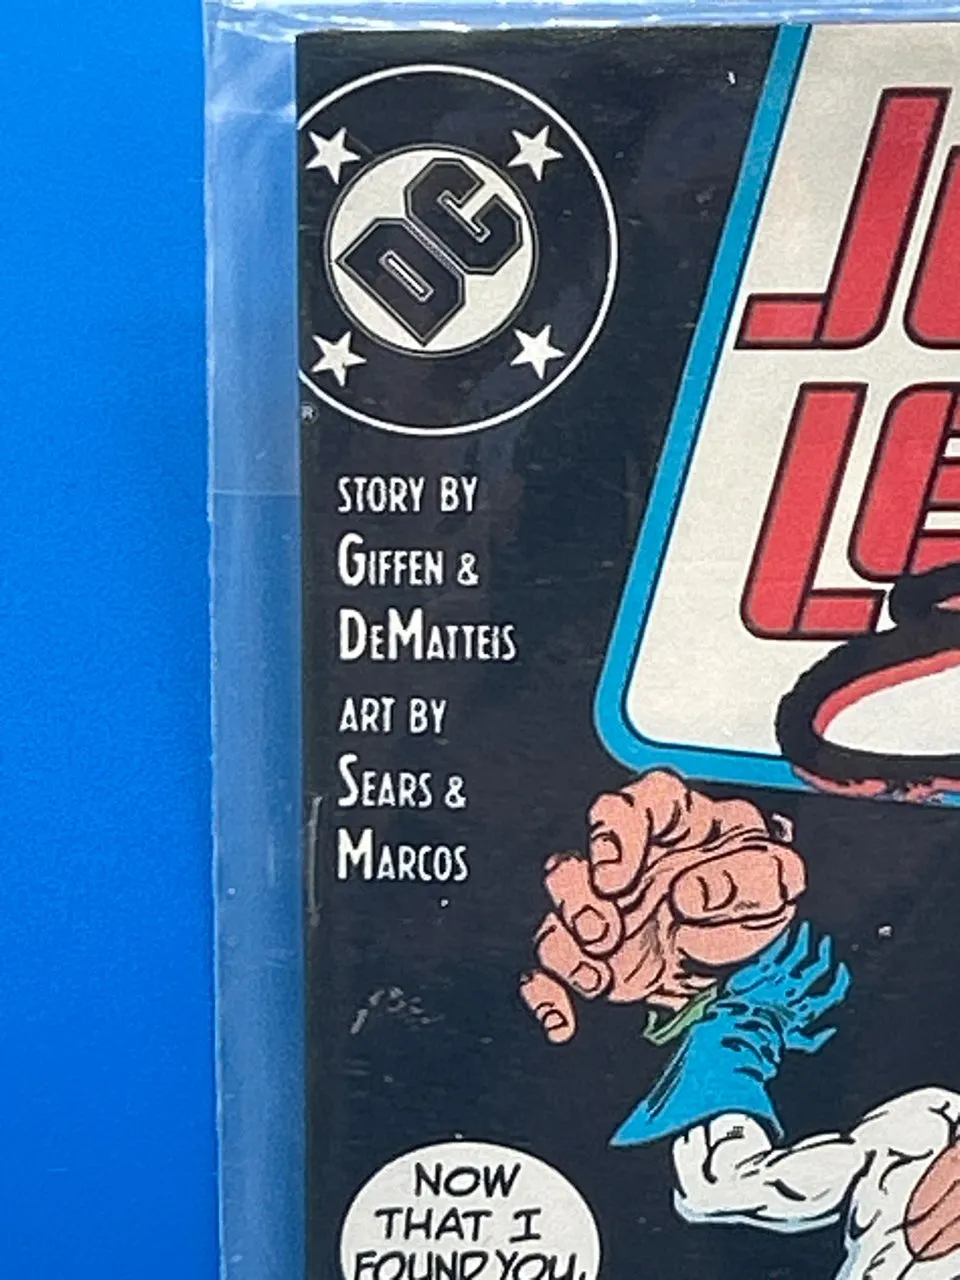 DC
®
STORY BY
GIFFEN &
DEMATTEIS
ART BY
SEARS &
MARCOS
NOW
THAT I
FOUND YOU,